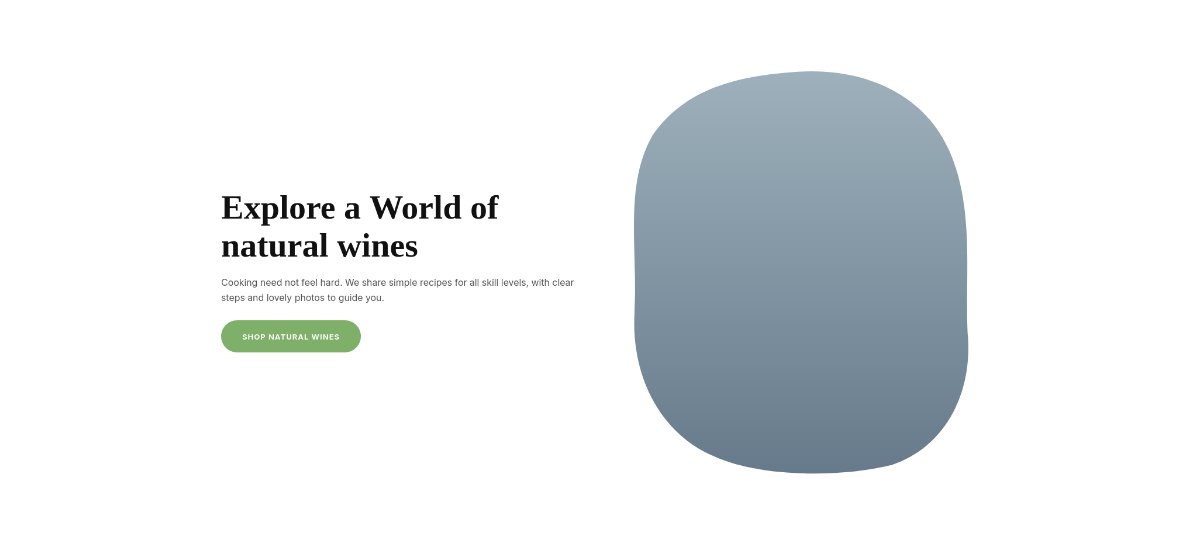 Explore a World of
natural wines
Cooking need not feel hard. We share simple recipes for all skill levels, with clear
steps and lovely photos to guide you.
SHOP NATURAL WINES